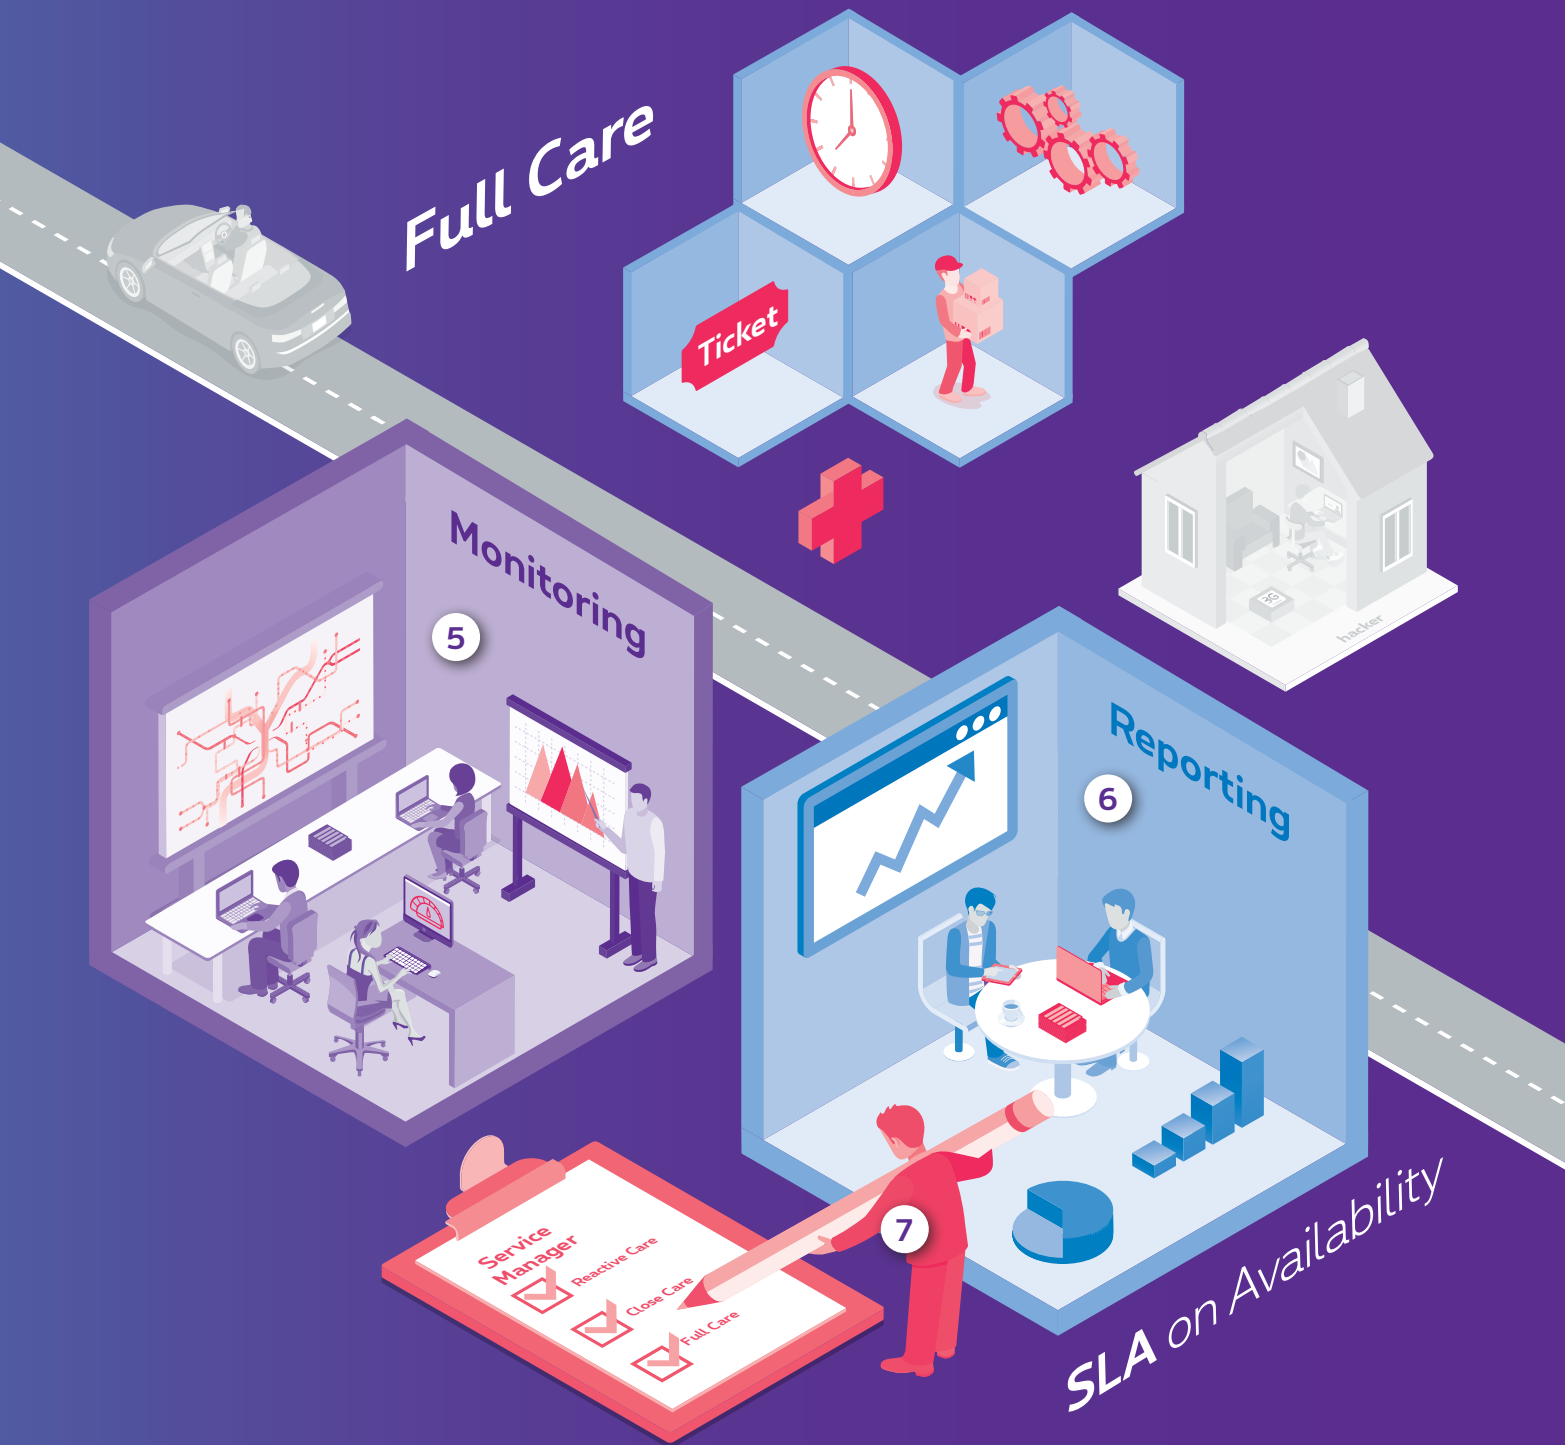 Full Care
Ticket
Monitoring
5
3G
hacker
Reporting
6
7
Service
Manager
Reactive Care
Close Care
Full Care
SLA on Availability